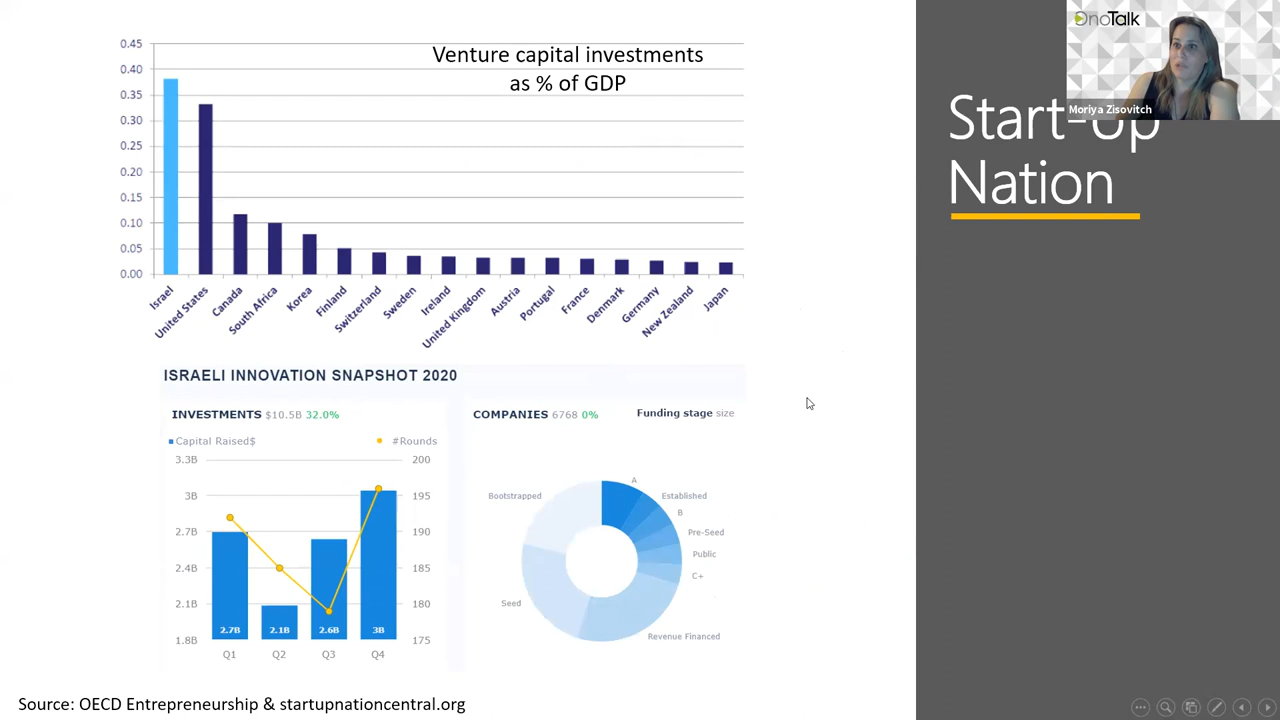 Venture capital investments
as % of GDP
0.45
0.40
0.35
0.30
0.25
0.20
0.15
0.10
0.05
0.00
Israel
United States
Canada
South Africa
Korea
Finland
Switzerland
Sweden
Ireland
United Kingdom
Austria
Portugal
France
Denmark
Germany
New Zealand
Japan
OnoTalk
Moriya Zisovitch
Start-Up
Nation
ISRAELI INNOVATION SNAPSHOT 2020
INVESTMENTS $10.5B 32.0%
Capital Raised$ #Rounds
3.3B 200
3B 195
2.7B 190
2.4B 185
2.1B 180
1.8B 175
2.7B 2.1B 2.6B 3B
Q1 Q2 Q3 Q4
COMPANIES 6768 0% Funding stage size
A
Bootstrapped Established
B
Pre-Seed
Public
C+
Seed
Revenue Financed
Source: OECD Entrepreneurship & startupnationcentral.org